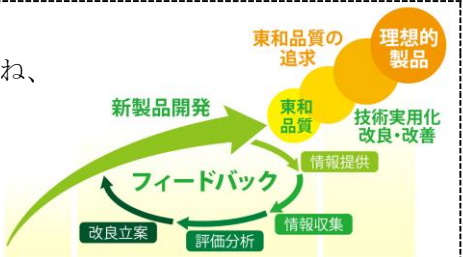 ね、
東和品質の
追求
理想的
製品
新製品開発
東和
品質
技術実用化
改良・改善
情報提供
フィードバック
情報収集
評価分析
改良立案